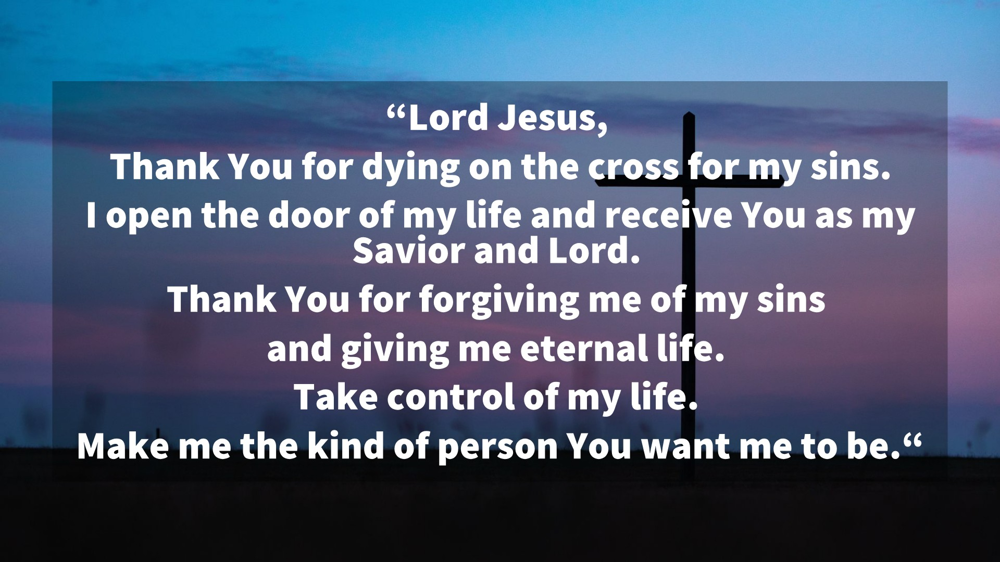 “Lord Jesus,
Thank You for dying on the cross for my sins.
I open the door of my life and receive You as my
Savior and Lord.
Thank You for forgiving me of my sins
and giving me eternal life.
Take control of my life.
Make me the kind of person You want me to be.“